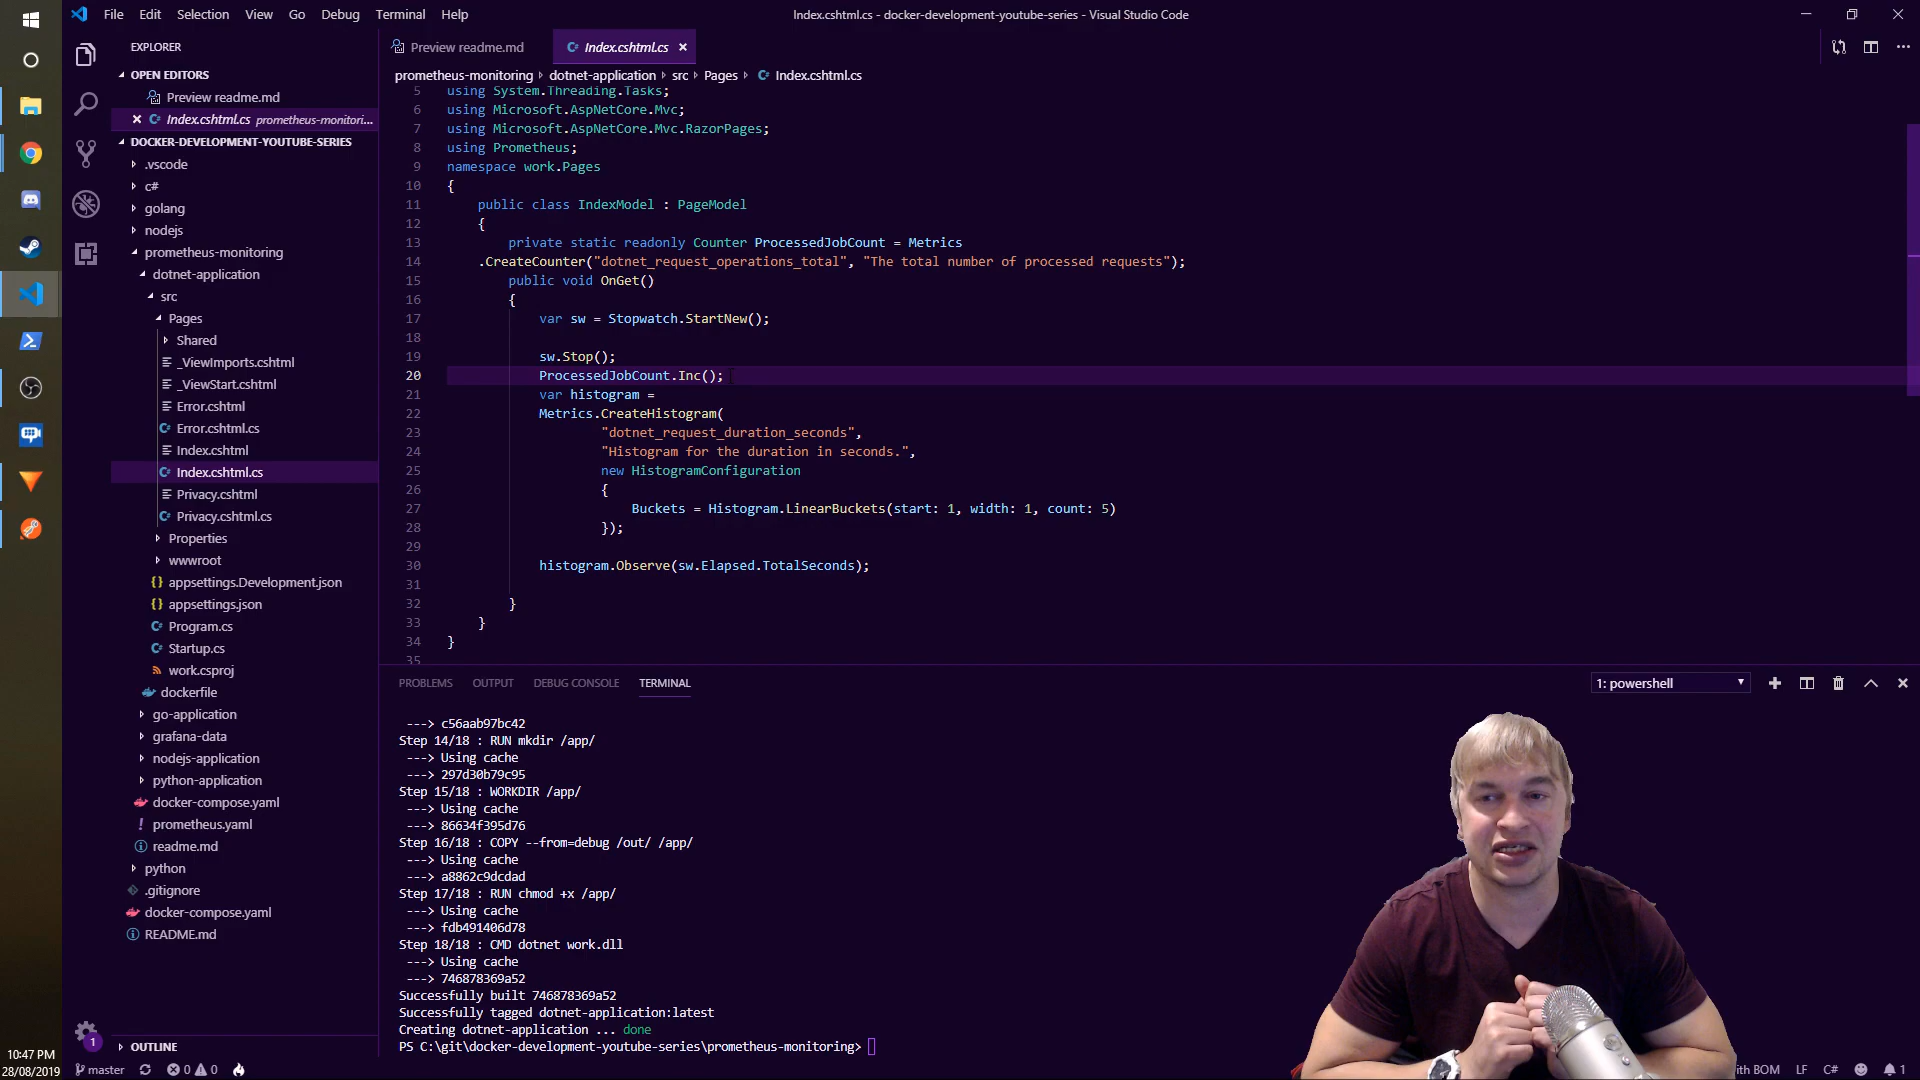 File Edit Selection View Go Debug Terminal Help
Index.cshtml.cs - docker-development-youtube-series - Visual Studio Code
EXPLORER
OPEN EDITORS
Preview readme.md
Index.cshtml.cs prometheus-monitori...
DOCKER-DEVELOPMENT-YOUTUBE-SERIES
.vscode
c#
golang
nodejs
prometheus-monitoring
dotnet-application
src
Pages
Shared
_ViewImports.cshtml
_ViewStart.cshtml
Error.cshtml
Error.cshtml.cs
Index.cshtml
Index.cshtml.cs
Privacy.cshtml
Privacy.cshtml.cs
Properties
wwwroot
appsettings.Development.json
appsettings.json
Program.cs
Startup.cs
work.csproj
dockerfile
go-application
grafana-data
nodejs-application
python-application
docker-compose.yaml
prometheus.yaml
readme.md
python
.gitignore
docker-compose.yaml
README.md
OUTLINE
Preview readme.md
Index.cshtml.cs
prometheus-monitoring › dotnet-application › src › Pages › Index.cshtml.cs
5 using System.Threading.Tasks;
6 using Microsoft.AspNetCore.Mvc;
7 using Microsoft.AspNetCore.Mvc.RazorPages;
8 using Prometheus;
9 namespace work.Pages
10 {
11 public class IndexModel : PageModel
12 {
13 private static readonly Counter ProcessedJobCount = Metrics
14 .CreateCounter("dotnet_request_operations_total", "The total number of processed requests");
15 public void OnGet()
16 {
17 var sw = Stopwatch.StartNew();
18
19 sw.Stop();
20 ProcessedJobCount.Inc();
21 var histogram =
22 Metrics.CreateHistogram(
23 "dotnet_request_duration_seconds",
24 "Histogram for the duration in seconds.",
25 new HistogramConfiguration
26 {
27 Buckets = Histogram.LinearBuckets(start: 1, width: 1, count: 5)
28 });
29
30 histogram.Observe(sw.Elapsed.TotalSeconds);
31
32 }
33 }
34 }
35
PROBLEMS OUTPUT DEBUG CONSOLE TERMINAL
1: powershell
---> c56aab97bc42
Step 14/18 : RUN mkdir /app/
---> Using cache
---> 297d30b79c95
Step 15/18 : WORKDIR /app/
---> Using cache
---> 86634f395d76
Step 16/18 : COPY --from=debug /out/ /app/
---> Using cache
---> a8862c9dcdad
Step 17/18 : RUN chmod +x /app/
---> Using cache
---> fdb491406d78
Step 18/18 : CMD dotnet work.dll
---> Using cache
---> 746878369a52
Successfully built 746878369a52
Successfully tagged dotnet-application:latest
Creating dotnet-application ... done
PS C:\git\docker-development-youtube-series\prometheus-monitoring>
1
10:47 PM
28/08/2019
master 0 0
ith BOM LF C# 1